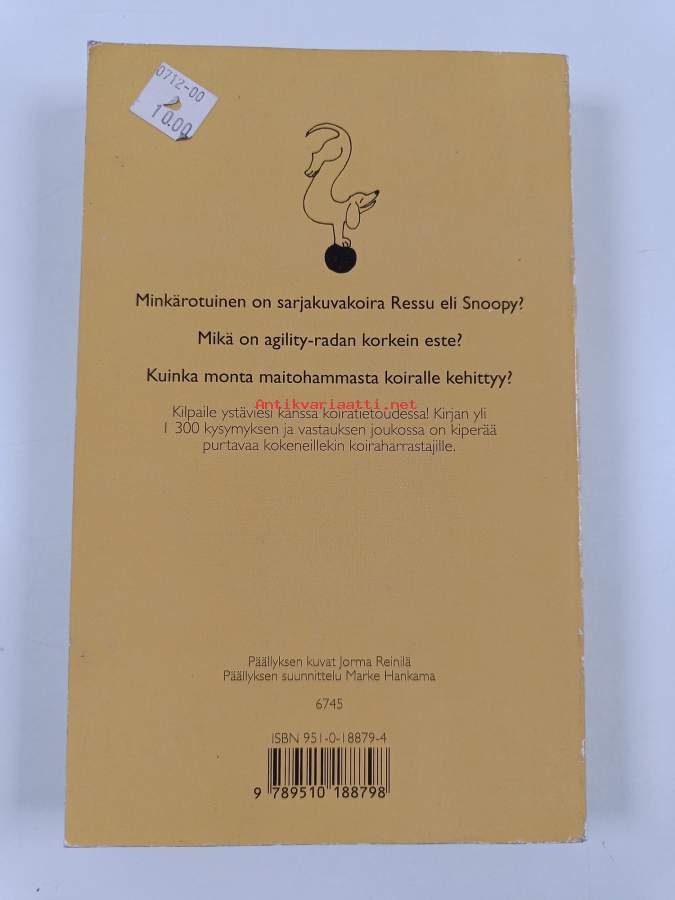 0712-00
10.00
Minkärotuinen on sarjakuvakoira Ressu eli Snoopy?
Mikä on agility-radan korkein este?
Kuinka monta maitohammasta koiralle kehittyy?
Antikvariaatti.net
Kilpaile ystäviesi kanssa koiratietoudessa! Kirjan yli
1 300 kysymyksen ja vastauksen joukossa on kiperää
purtavaa kokeneillekin koiraharrastajille.
Päällyksen kuvat Jorma Reinilä
Päällyksen suunnittelu Marke Hankama
6745
ISBN 951-0-18879-4
9 789510 188798